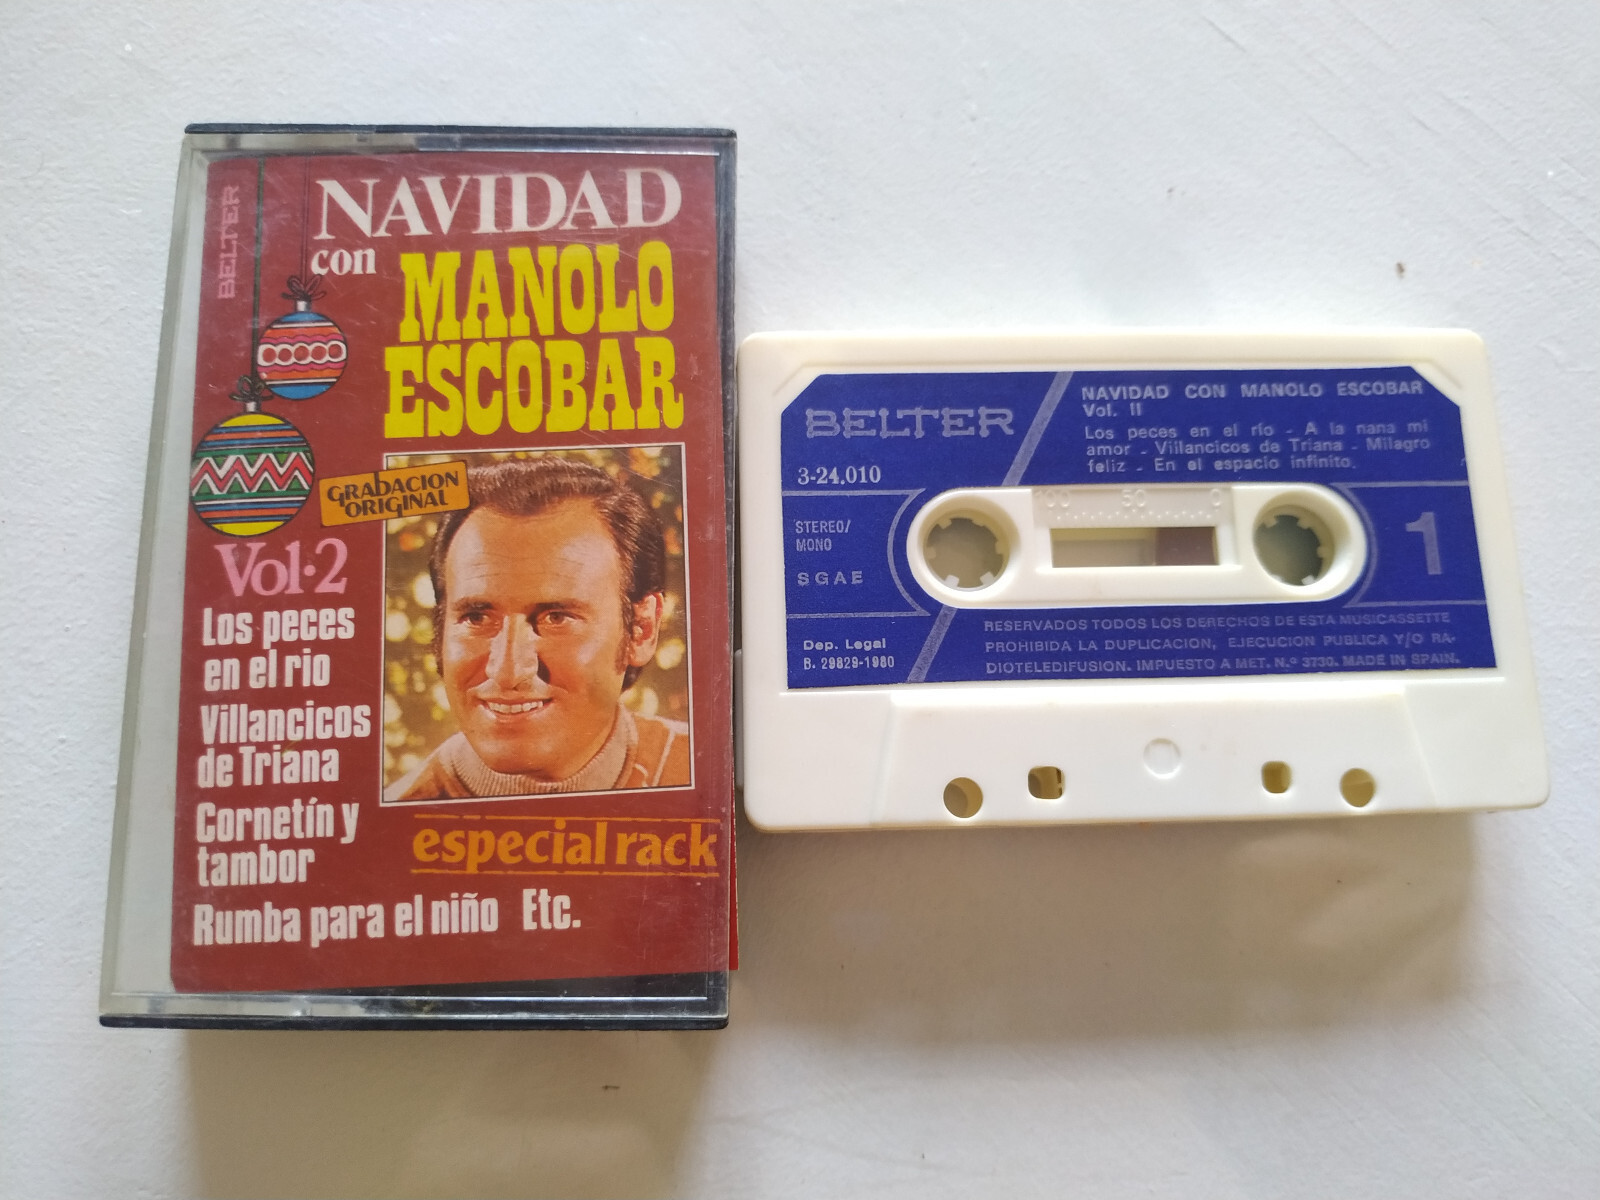 BELTER
NAVIDAD
con
MANOLO
ESCOBAR
GRABACION
ORIGINAL
Vol·2
Los peces
en el rio
Villancicos
de Triana
Cornetín y
tambor
Rumba para el niño Etc.
especial rack
BELTER
3-24.010
STEREO/
MONO
SGAE
Dep. Legal
B. 29829-1980
NAVIDAD CON MANOLO ESCOBAR
Vol. II
Los peces en el río - A la nana mi
amor - Viilancicos de Triana - Milagro
feliz - En el espacio infinito.
100 50 0
1
RESERVADOS TODOS LOS DERECHOS DE ESTA MUSICASSETTE
PROHIBIDA LA DUPLICACION, EJECUCION PUBLICA Y/O RA-
DIOTELEDIFUSION. IMPUESTO A MET. N.º 3730. MADE IN SPAIN.